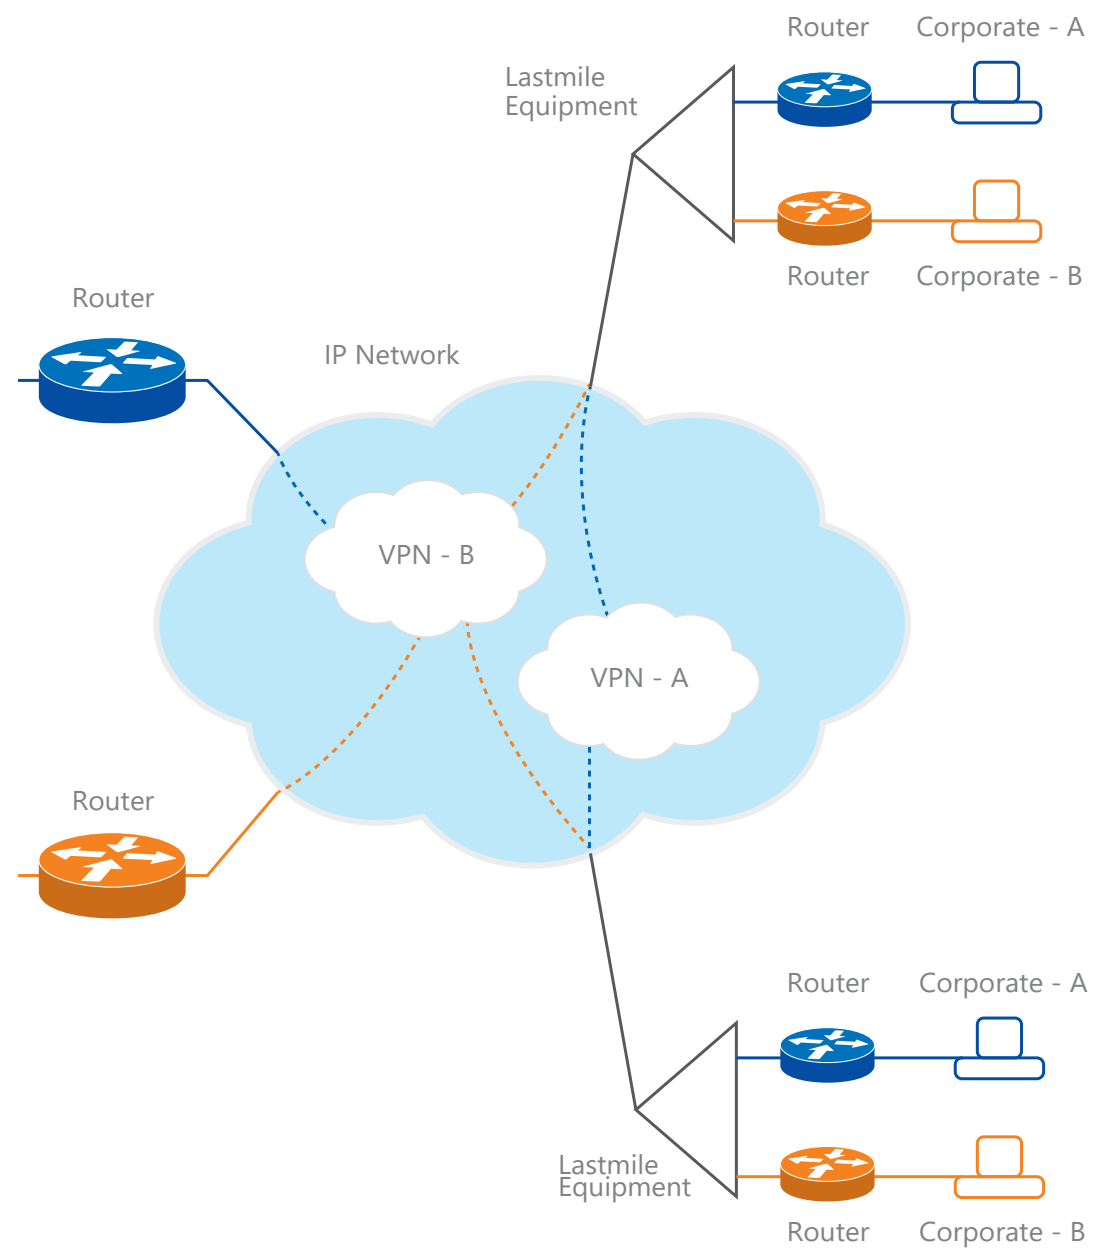 Router
Corporate - A
Lastmile
Equipment
Router
Corporate - B
Router
IP Network
VPN - B
VPN - A
Router
Router
Corporate - A
Lastmile
Equipment
Router
Corporate - B